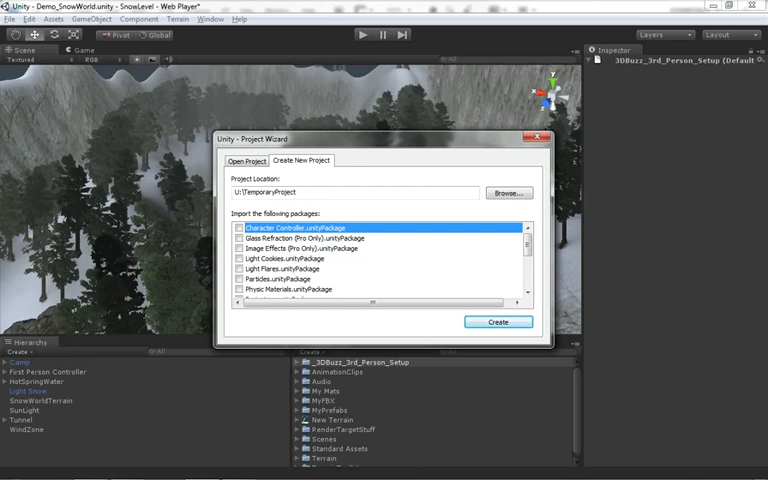 Unity - Demo_SnowWorld.unity - SnowLevel - Web Player*
File Edit Assets GameObject Component Terrain Window Help
Pivot Global Layers Layout
Scene Game
Textured RGB All
Inspector
3DBuzz_3rd_Person_Setup (Default
y
Unity - Project Wizard
Open Project Create New Project
Project Location:
U:\TemporaryProject
Browse...
Import the following packages:
Character Controller.unityPackage
Glass Refraction (Pro Only).unityPackage
Image Effects (Pro Only).unityPackage
Light Cookies.unityPackage
Light Flares.unityPackage
Particles.unityPackage
Physic Materials.unityPackage
Create
Hierarchy
Create All
Camp
First Person Controller
HotSpringWater
Light Snow
SnowWorldTerrain
SunLight
Tunnel
WindZone
Create All
_3DBuzz_3rd_Person_Setup
AnimationClips
Audio
My Mats
MyFBX
MyPrefabs
New Terrain
RenderTargetStuff
Scenes
Standard Assets
Terrain